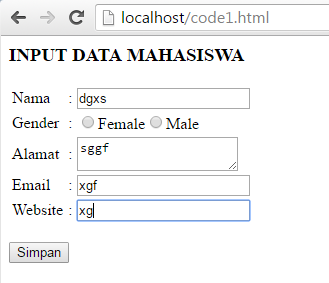 localhost/code1.html
INPUT DATA MAHASISWA
Nama : dgxs
Gender : Female Male
Alamat : sggf
Email : xgf
Website : xg
Simpan